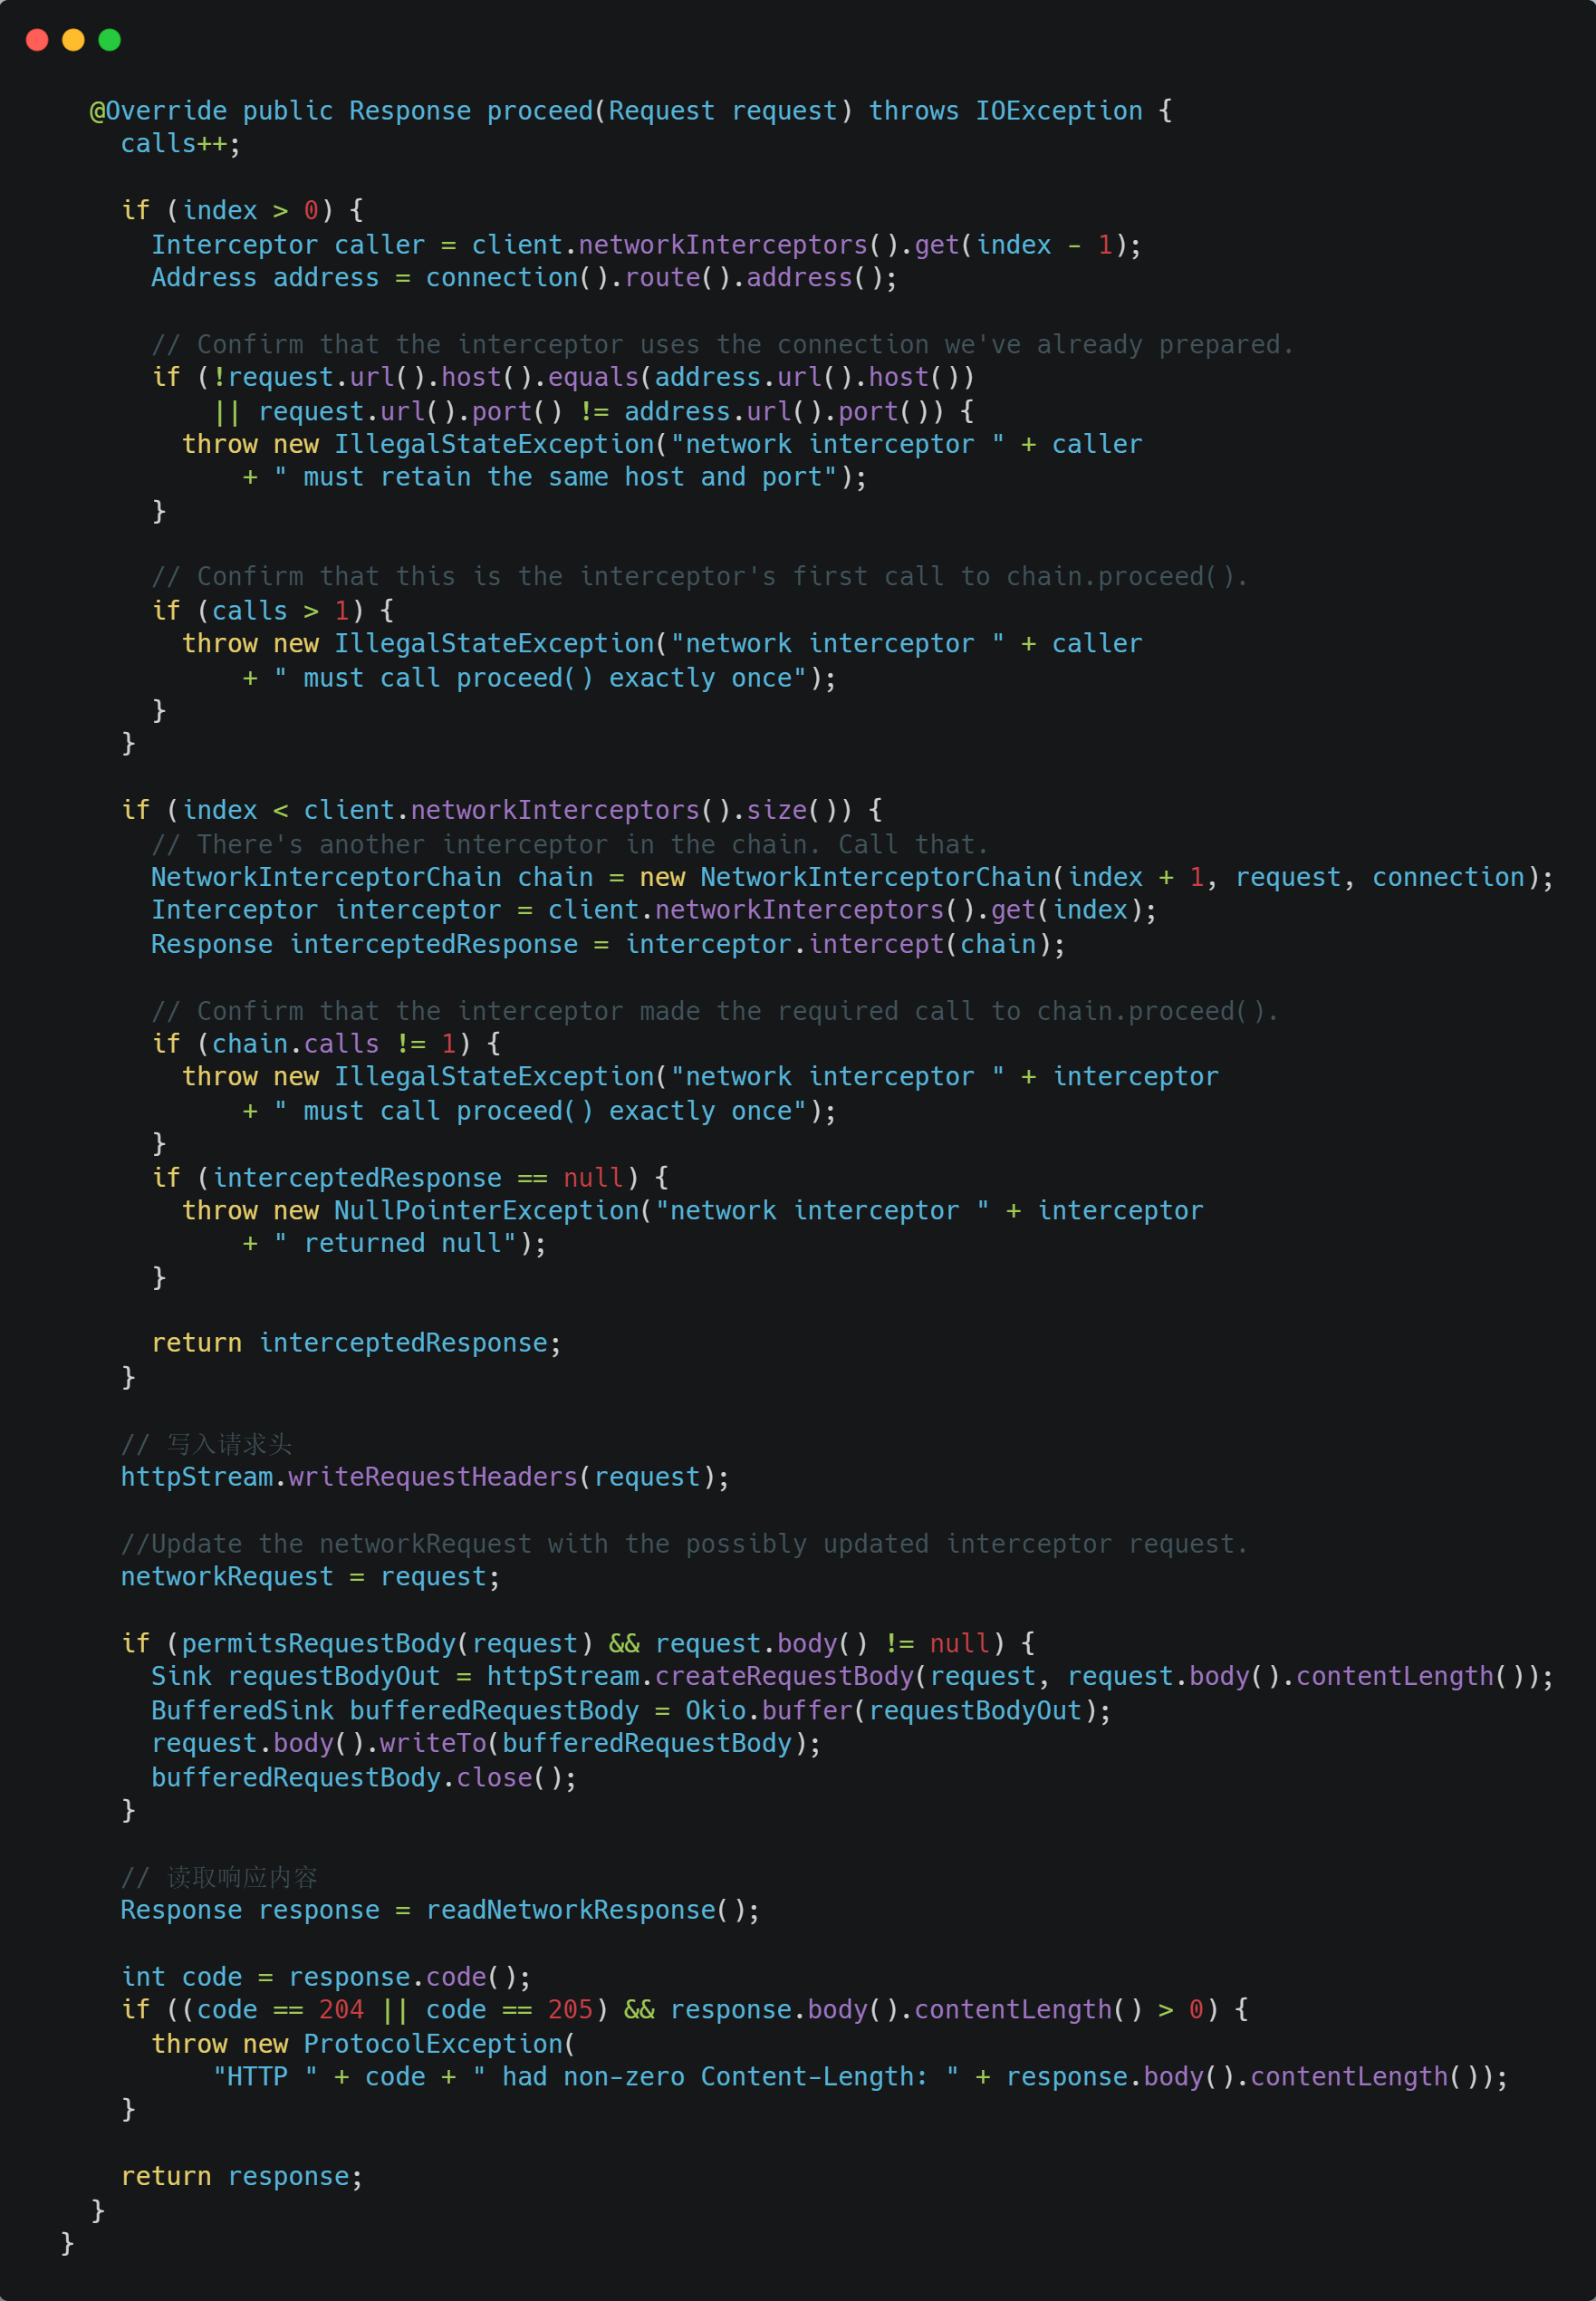 @Override public Response proceed(Request request) throws IOException {
calls++;
if (index > 0) {
Interceptor caller = client.networkInterceptors().get(index - 1);
Address address = connection().route().address();
// Confirm that the interceptor uses the connection we've already prepared.
if (!request.url().host().equals(address.url().host())
|| request.url().port() != address.url().port()) {
throw new IllegalStateException("network interceptor " + caller
+ " must retain the same host and port");
}
// Confirm that this is the interceptor's first call to chain.proceed().
if (calls > 1) {
throw new IllegalStateException("network interceptor " + caller
+ " must call proceed() exactly once");
}
}
if (index < client.networkInterceptors().size()) {
// There's another interceptor in the chain. Call that.
NetworkInterceptorChain chain = new NetworkInterceptorChain(index + 1, request, connection);
Interceptor interceptor = client.networkInterceptors().get(index);
Response interceptedResponse = interceptor.intercept(chain);
// Confirm that the interceptor made the required call to chain.proceed().
if (chain.calls != 1) {
throw new IllegalStateException("network interceptor " + interceptor
+ " must call proceed() exactly once");
}
if (interceptedResponse == null) {
throw new NullPointerException("network interceptor " + interceptor
+ " returned null");
}
return interceptedResponse;
}
// 写入请求头
httpStream.writeRequestHeaders(request);
//Update the networkRequest with the possibly updated interceptor request.
networkRequest = request;
if (permitsRequestBody(request) && request.body() != null) {
Sink requestBodyOut = httpStream.createRequestBody(request, request.body().contentLength());
BufferedSink bufferedRequestBody = Okio.buffer(requestBodyOut);
request.body().writeTo(bufferedRequestBody);
bufferedRequestBody.close();
}
// 读取响应内容
Response response = readNetworkResponse();
int code = response.code();
if ((code == 204 || code == 205) && response.body().contentLength() > 0) {
throw new ProtocolException(
"HTTP " + code + " had non-zero Content-Length: " + response.body().contentLength());
}
return response;
}
}